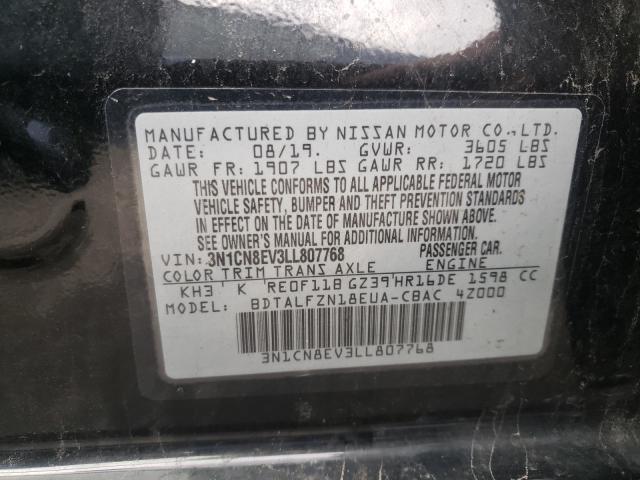 MANUFACTURED BY NISSAN MOTOR CO.,LTD.
DATE: 08/19. GVWR: 3605 LBS
GAWR FR: 1907 LBS GAWR RR: 1720 LBS
THIS VEHICLE CONFORMS TO ALL APPLICABLE FEDERAL MOTOR
VEHICLE SAFETY, BUMPER AND THEFT PREVENTION STANDARDS
IN EFFECT ON THE DATE OF MANUFACTURE SHOWN ABOVE.
SEE OWNER'S MANUAL FOR ADDITIONAL INFORMATION.
VIN: 3N1CN8EV3LL807768 PASSENGER CAR.
COLOR TRIM TRANS AXLE ENGINE
KH3 K RE0F11B GZ39 HR16DE 1598 CC
MODEL BDTALFZN18EUA-CBAC 4Z000
3N1CN8EV3LL807768